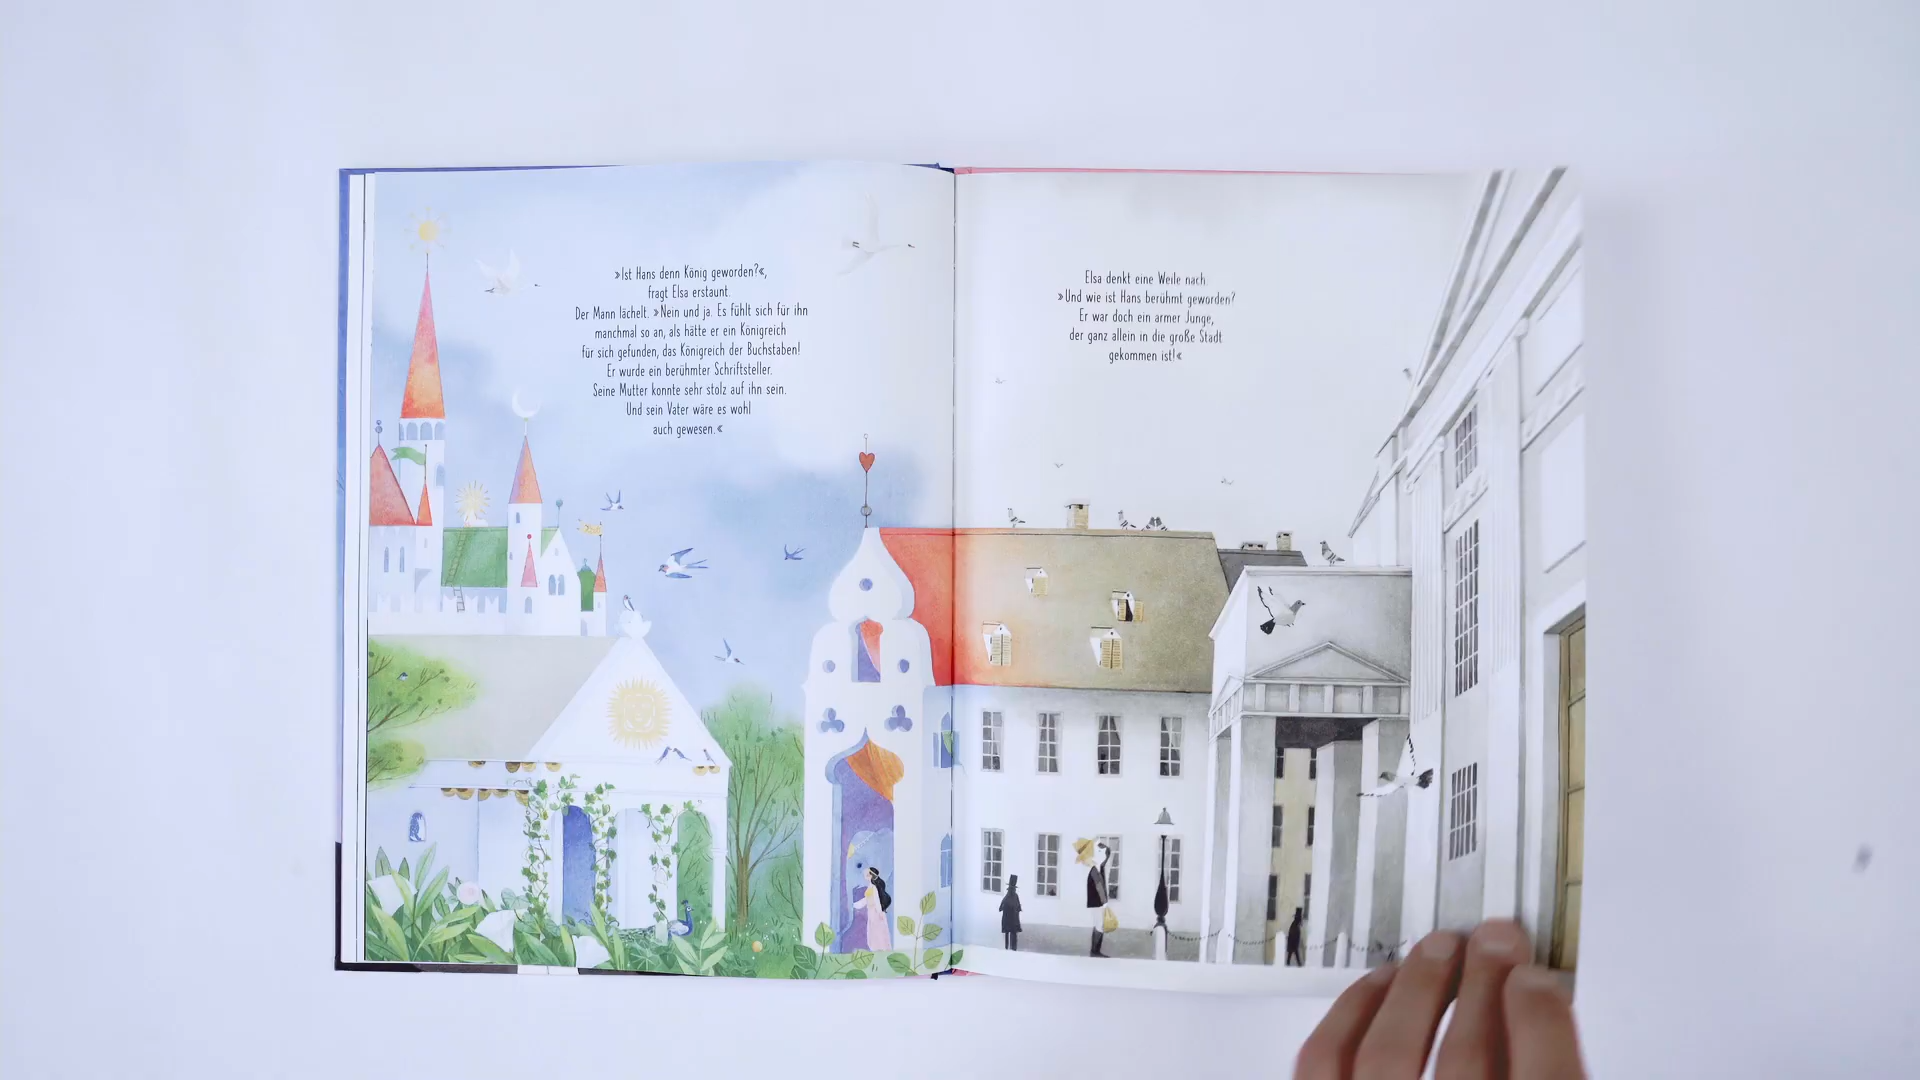 »Ist Hans denn König geworden?«,
fragt Elsa erstaunt.
Der Mann lächelt. »Nein und ja. Es fühlt sich für ihn
manchmal so an, als hätte er ein Königreich
für sich gefunden, das Königreich der Buchstaben!
Er wurde ein berühmter Schriftsteller.
Seine Mutter konnte sehr stolz auf ihn sein.
Und sein Vater wäre es wohl
auch gewesen.«
Elsa denkt eine Weile nach.
»Und wie ist Hans berühmt geworden?
Er war doch ein armer Junge,
der ganz allein in die große Stadt
gekommen ist!«